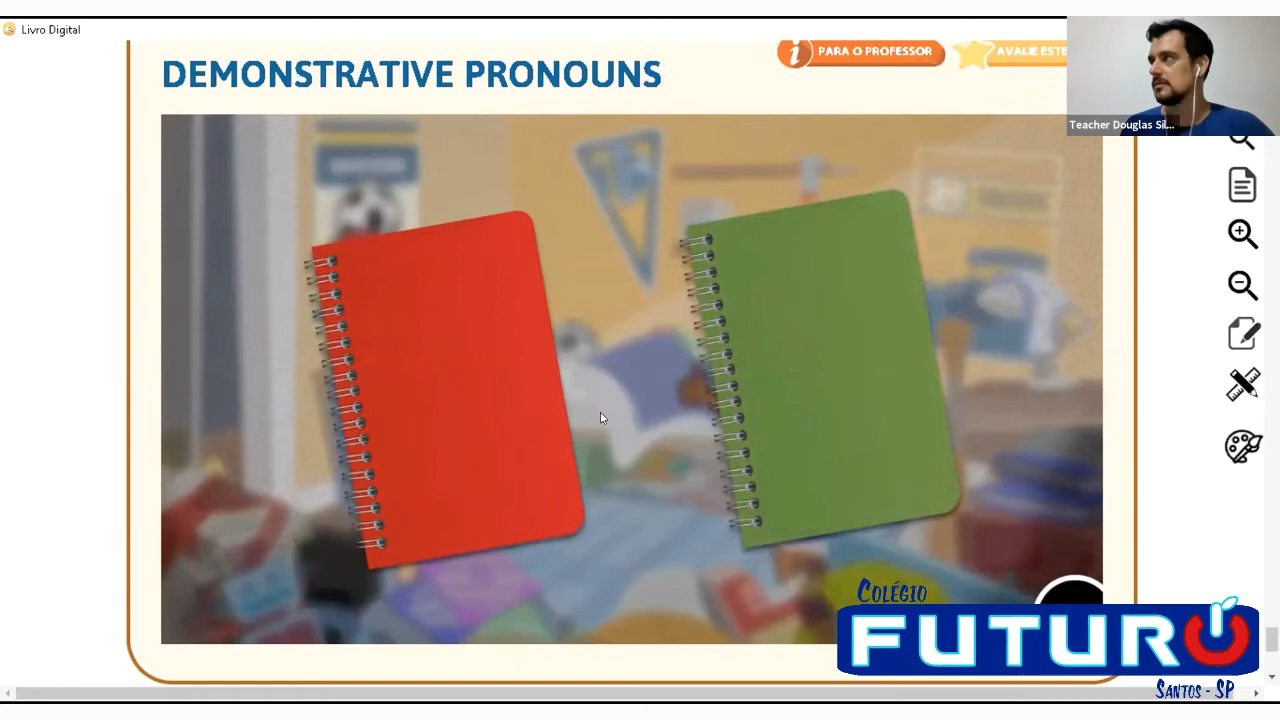 Livro Digital
PARA O PROFESSOR
AVALIE ESTE
DEMONSTRATIVE PRONOUNS
Teacher Douglas Sil...
COLÉGIO
FUTURO
SANTOS - SP